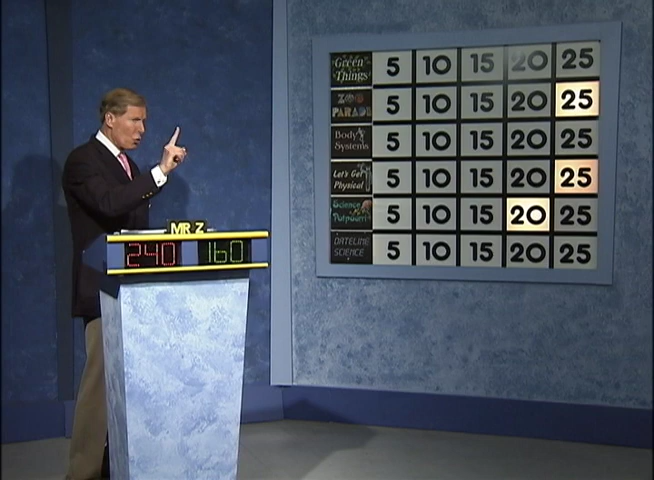 Green Things 5 10 15 20 25
ZOO PARADE 5 10 15 20 25
Body Systems 5 10 15 20 25
Let's Get Physical 5 10 15 20 25
Science Potpourri 5 10 15 20 25
DATELINE SCIENCE 5 10 15 20 25
MR Z
240 160